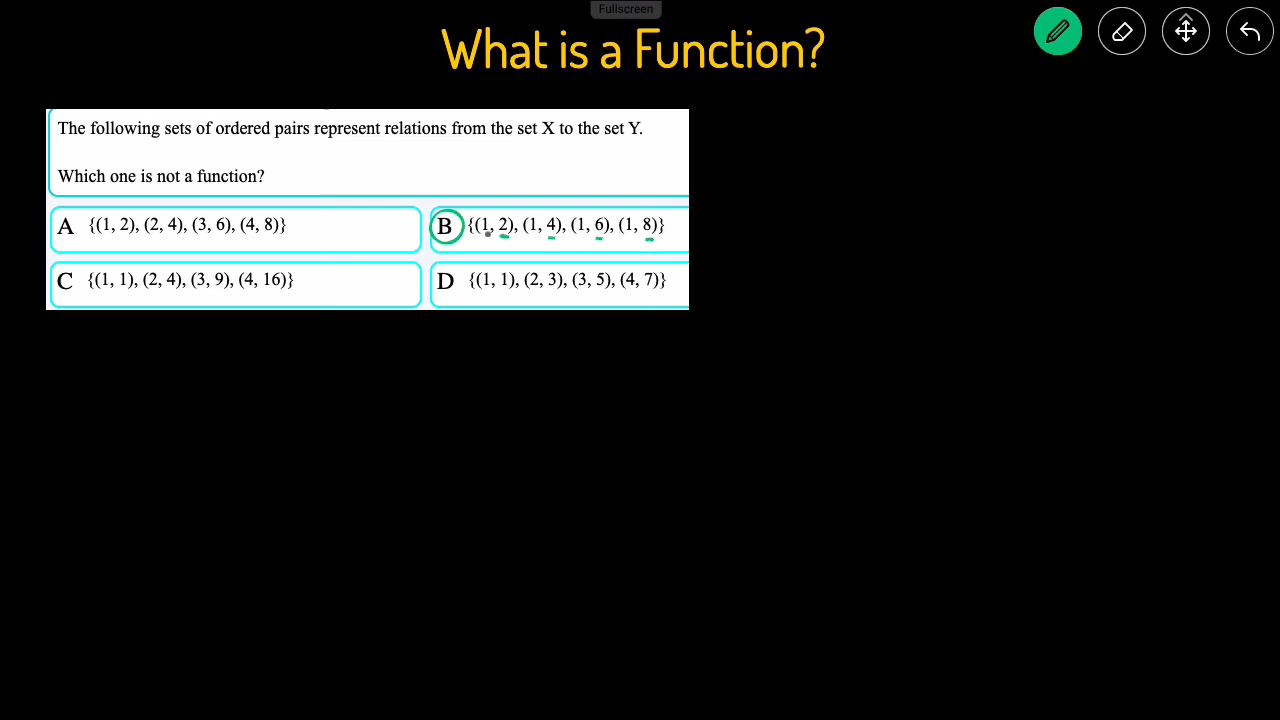 Fullscreen
What is a Function?
The following sets of ordered pairs represent relations from the set X to the set Y.
Which one is not a function?
A {(1, 2), (2, 4), (3, 6), (4, 8)}
B {(1, 2), (1, 4), (1, 6), (1, 8)}
C {(1, 1), (2, 4), (3, 9), (4, 16)}
D {(1, 1), (2, 3), (3, 5), (4, 7)}